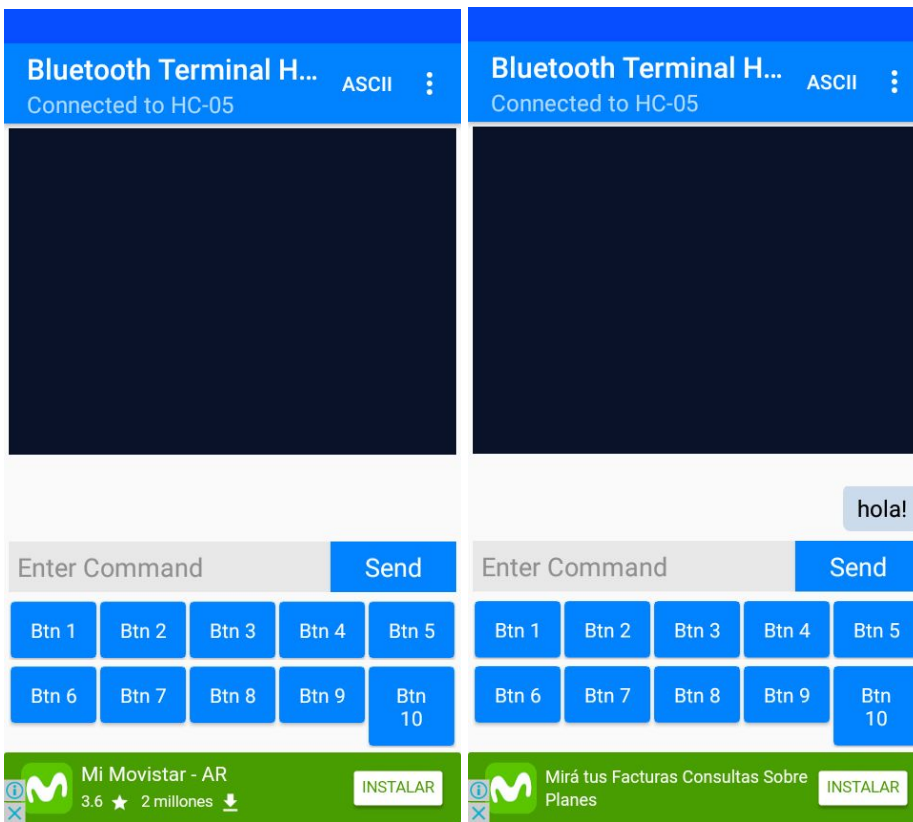 Bluetooth Terminal H...
ASCII
Connected to HC-05
Enter Command
Send
Btn 1
Btn 2
Btn 3
Btn 4
Btn 5
Btn 6
Btn 7
Btn 8
Btn 9
Btn
10
Mi Movistar - AR
3.6 ★ 2 millones
INSTALAR
Bluetooth Terminal H...
ASCII
Connected to HC-05
hola!
Enter Command
Send
Btn 1
Btn 2
Btn 3
Btn 4
Btn 5
Btn 6
Btn 7
Btn 8
Btn 9
Btn
10
Mirá tus Facturas Consultas Sobre
Planes
INSTALAR